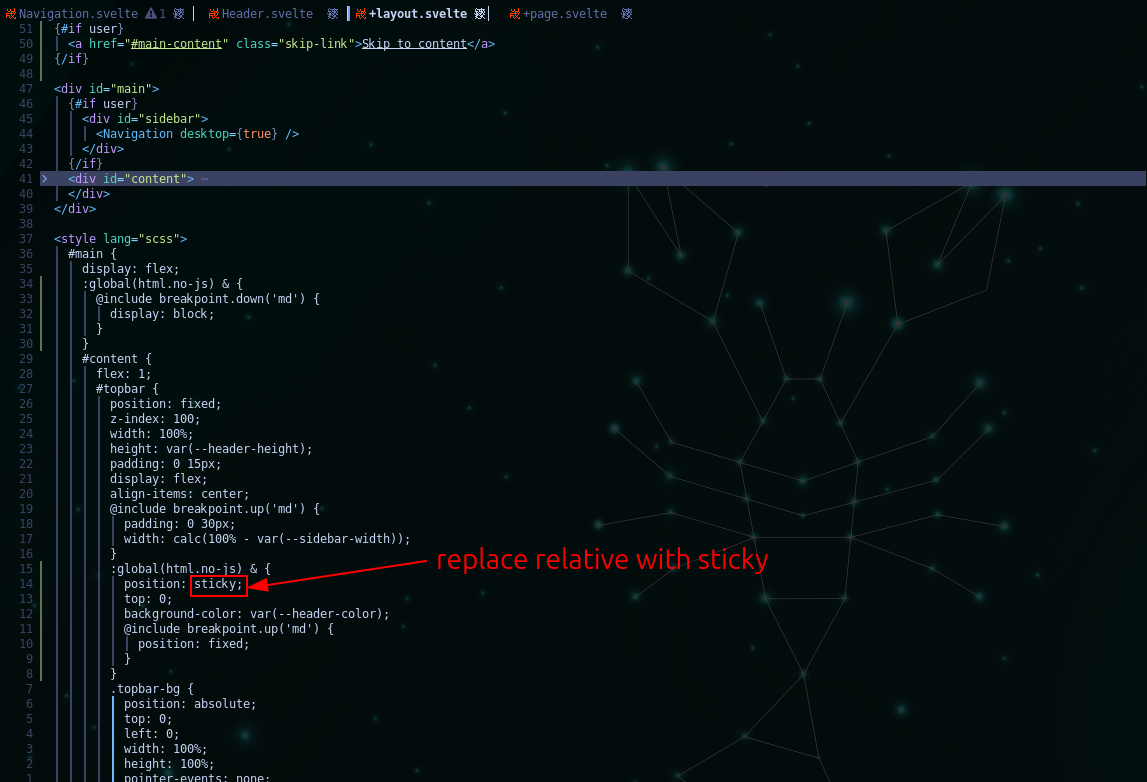 Navigation.svelte 1 Header.svelte +layout.svelte +page.svelte
51 {#if user}
50 <a href="#main-content" class="skip-link">Skip to content</a>
49 {/if}
48
47 <div id="main">
46 {#if user}
45 <div id="sidebar">
44 <Navigation desktop={true} />
43 </div>
42 {/if}
41 <div id="content"> ⋯
40 </div>
39 </div>
38
37 <style lang="scss">
36 #main {
35 display: flex;
34 :global(html.no-js) & {
33 @include breakpoint.down('md') {
32 display: block;
31 }
30 }
29 #content {
28 flex: 1;
27 #topbar {
26 position: fixed;
25 z-index: 100;
24 width: 100%;
23 height: var(--header-height);
22 padding: 0 15px;
21 display: flex;
20 align-items: center;
19 @include breakpoint.up('md') {
18 padding: 0 30px;
17 width: calc(100% - var(--sidebar-width));
16 }
15 :global(html.no-js) & {
replace relative with sticky
14 position: sticky;
13 top: 0;
12 background-color: var(--header-color);
11 @include breakpoint.up('md') {
10 position: fixed;
9 }
8 }
7 .topbar-bg {
6 position: absolute;
5 top: 0;
4 left: 0;
3 width: 100%;
2 height: 100%;
1 pointer-events: none;